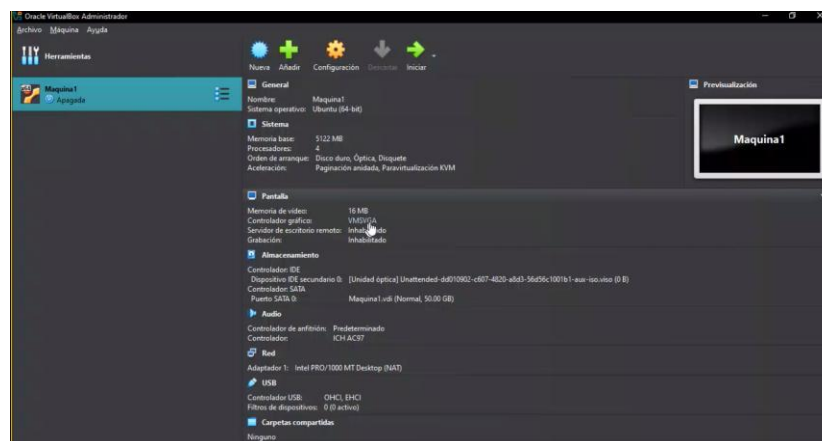 Oracle VirtualBox Administrador
Archivo Máquina Ayuda
Herramientas
Nueva Añadir Configuración Descartar Iniciar
Maquina1
Apagada
General
Nombre: Maquina1
Sistema operativo: Ubuntu (64-bit)
Sistema
Memoria base: 5122 MB
Procesadores: 4
Orden de arranque: Disco duro, Óptica, Disquete
Aceleración: Paginación anidada, Paravirtualización KVM
Pantalla
Memoria de vídeo: 16 MB
Controlador gráfico: VMSVGA
Servidor de escritorio remoto: Inhabilitado
Grabación: Inhabilitado
Almacenamiento
Controlador: IDE
Dispositivo IDE secundario 0: [Unidad óptica] Unattended-dd010902-c607-4820-a8d3-56d56c1001b1-aux-iso.viso (0 B)
Controlador: SATA
Puerto SATA 0: Maquina1.vdi (Normal, 50.00 GB)
Audio
Controlador de anfitrión: Predeterminado
Controlador: ICH AC97
Red
Adaptador 1: Intel PRO/1000 MT Desktop (NAT)
USB
Controlador USB: OHCI, EHCI
Filtros de dispositivos: 0 (0 activo)
Carpetas compartidas
Ninguno
Previsualización
Maquina1